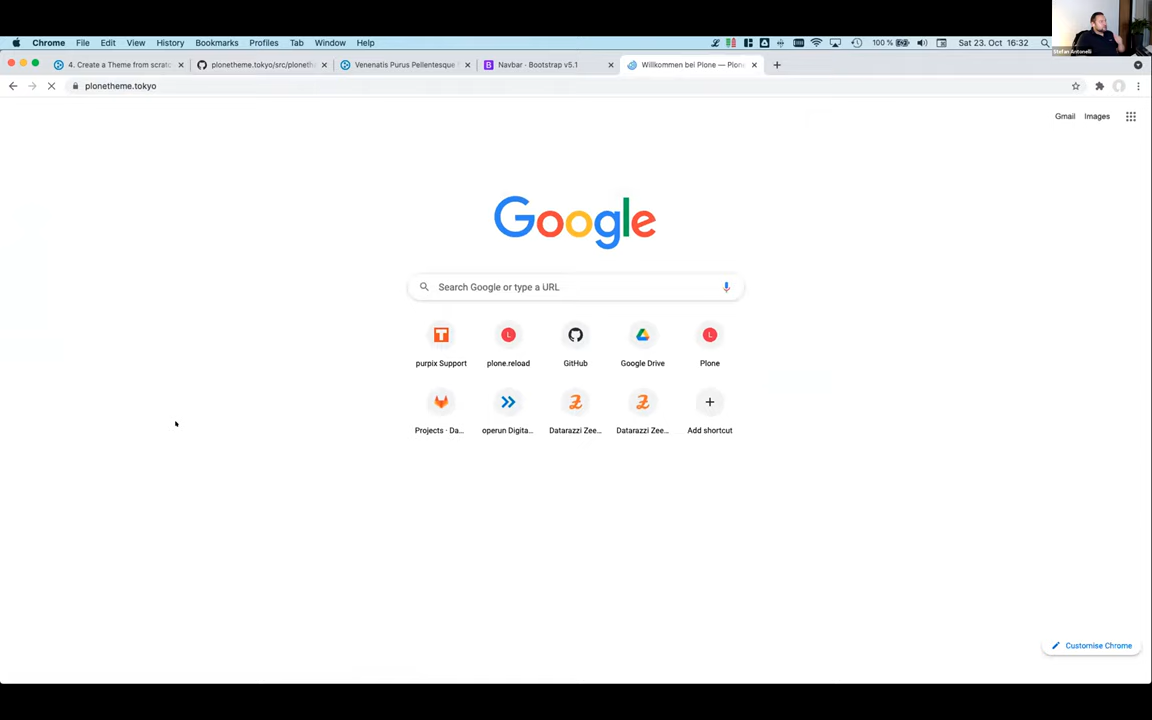 Chrome File Edit View History Bookmarks Profiles Tab Window Help
100 % Sat 23. Oct 16:32
Stefan Antonelli
4. Create a Theme from scratc
plonetheme.tokyo/src/ploneth
Venenatis Purus Pellentesque
Navbar · Bootstrap v5.1
Willkommen bei Plone — Plon
plonetheme.tokyo
Gmail Images
Google
Search Google or type a URL
purpix Support
plone.reload
GitHub
Google Drive
Plone
Projects · Da...
operun Digita...
Datarazzi Zee...
Datarazzi Zee...
Add shortcut
Customise Chrome